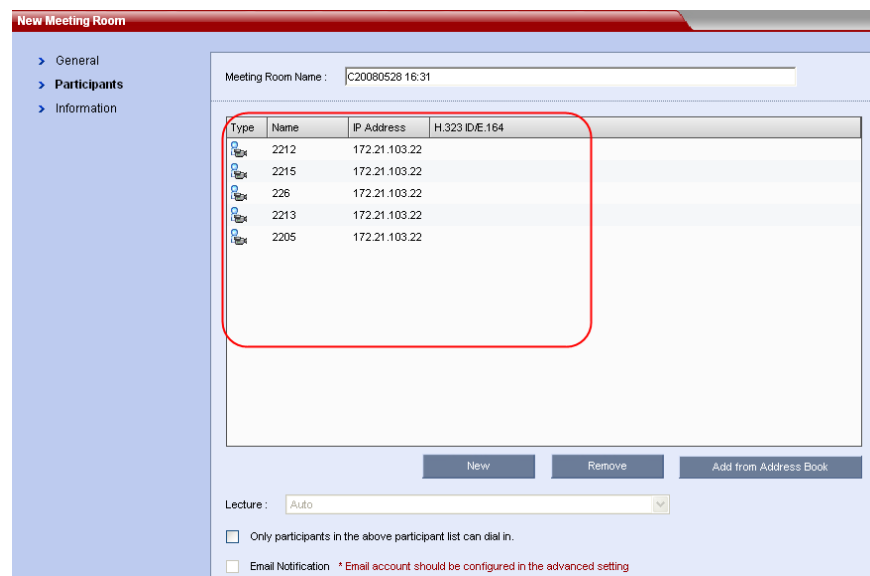 New Meeting Room
General
Participants
Information
Meeting Room Name : C20080528 16:31
Type Name IP Address H.323 ID/E.164
2212 172.21.103.22
2215 172.21.103.22
226 172.21.103.22
2213 172.21.103.22
2205 172.21.103.22
New Remove Add from Address Book
Lecture : Auto
Only participants in the above participant list can dial in.
Email Notification * Email account should be configured in the advanced setting